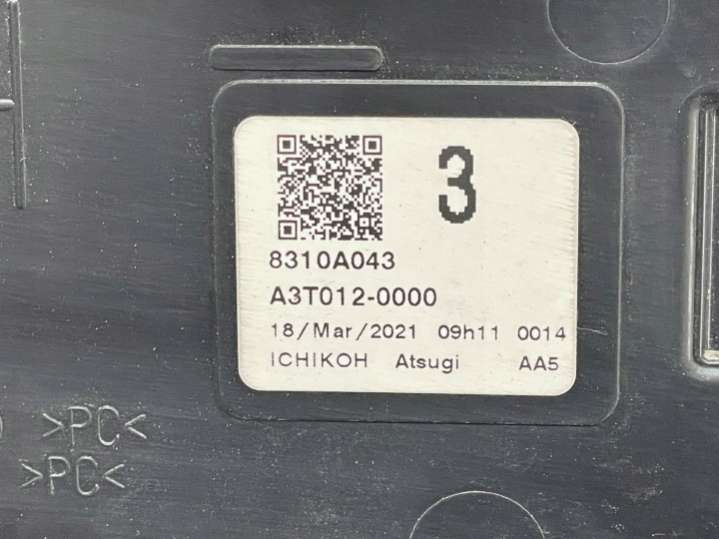 3
8310A043
A3T012-0000
18/Mar/2021 09h11 0014
ICHIKOH Atsugi AA5
>PC<
>PC<